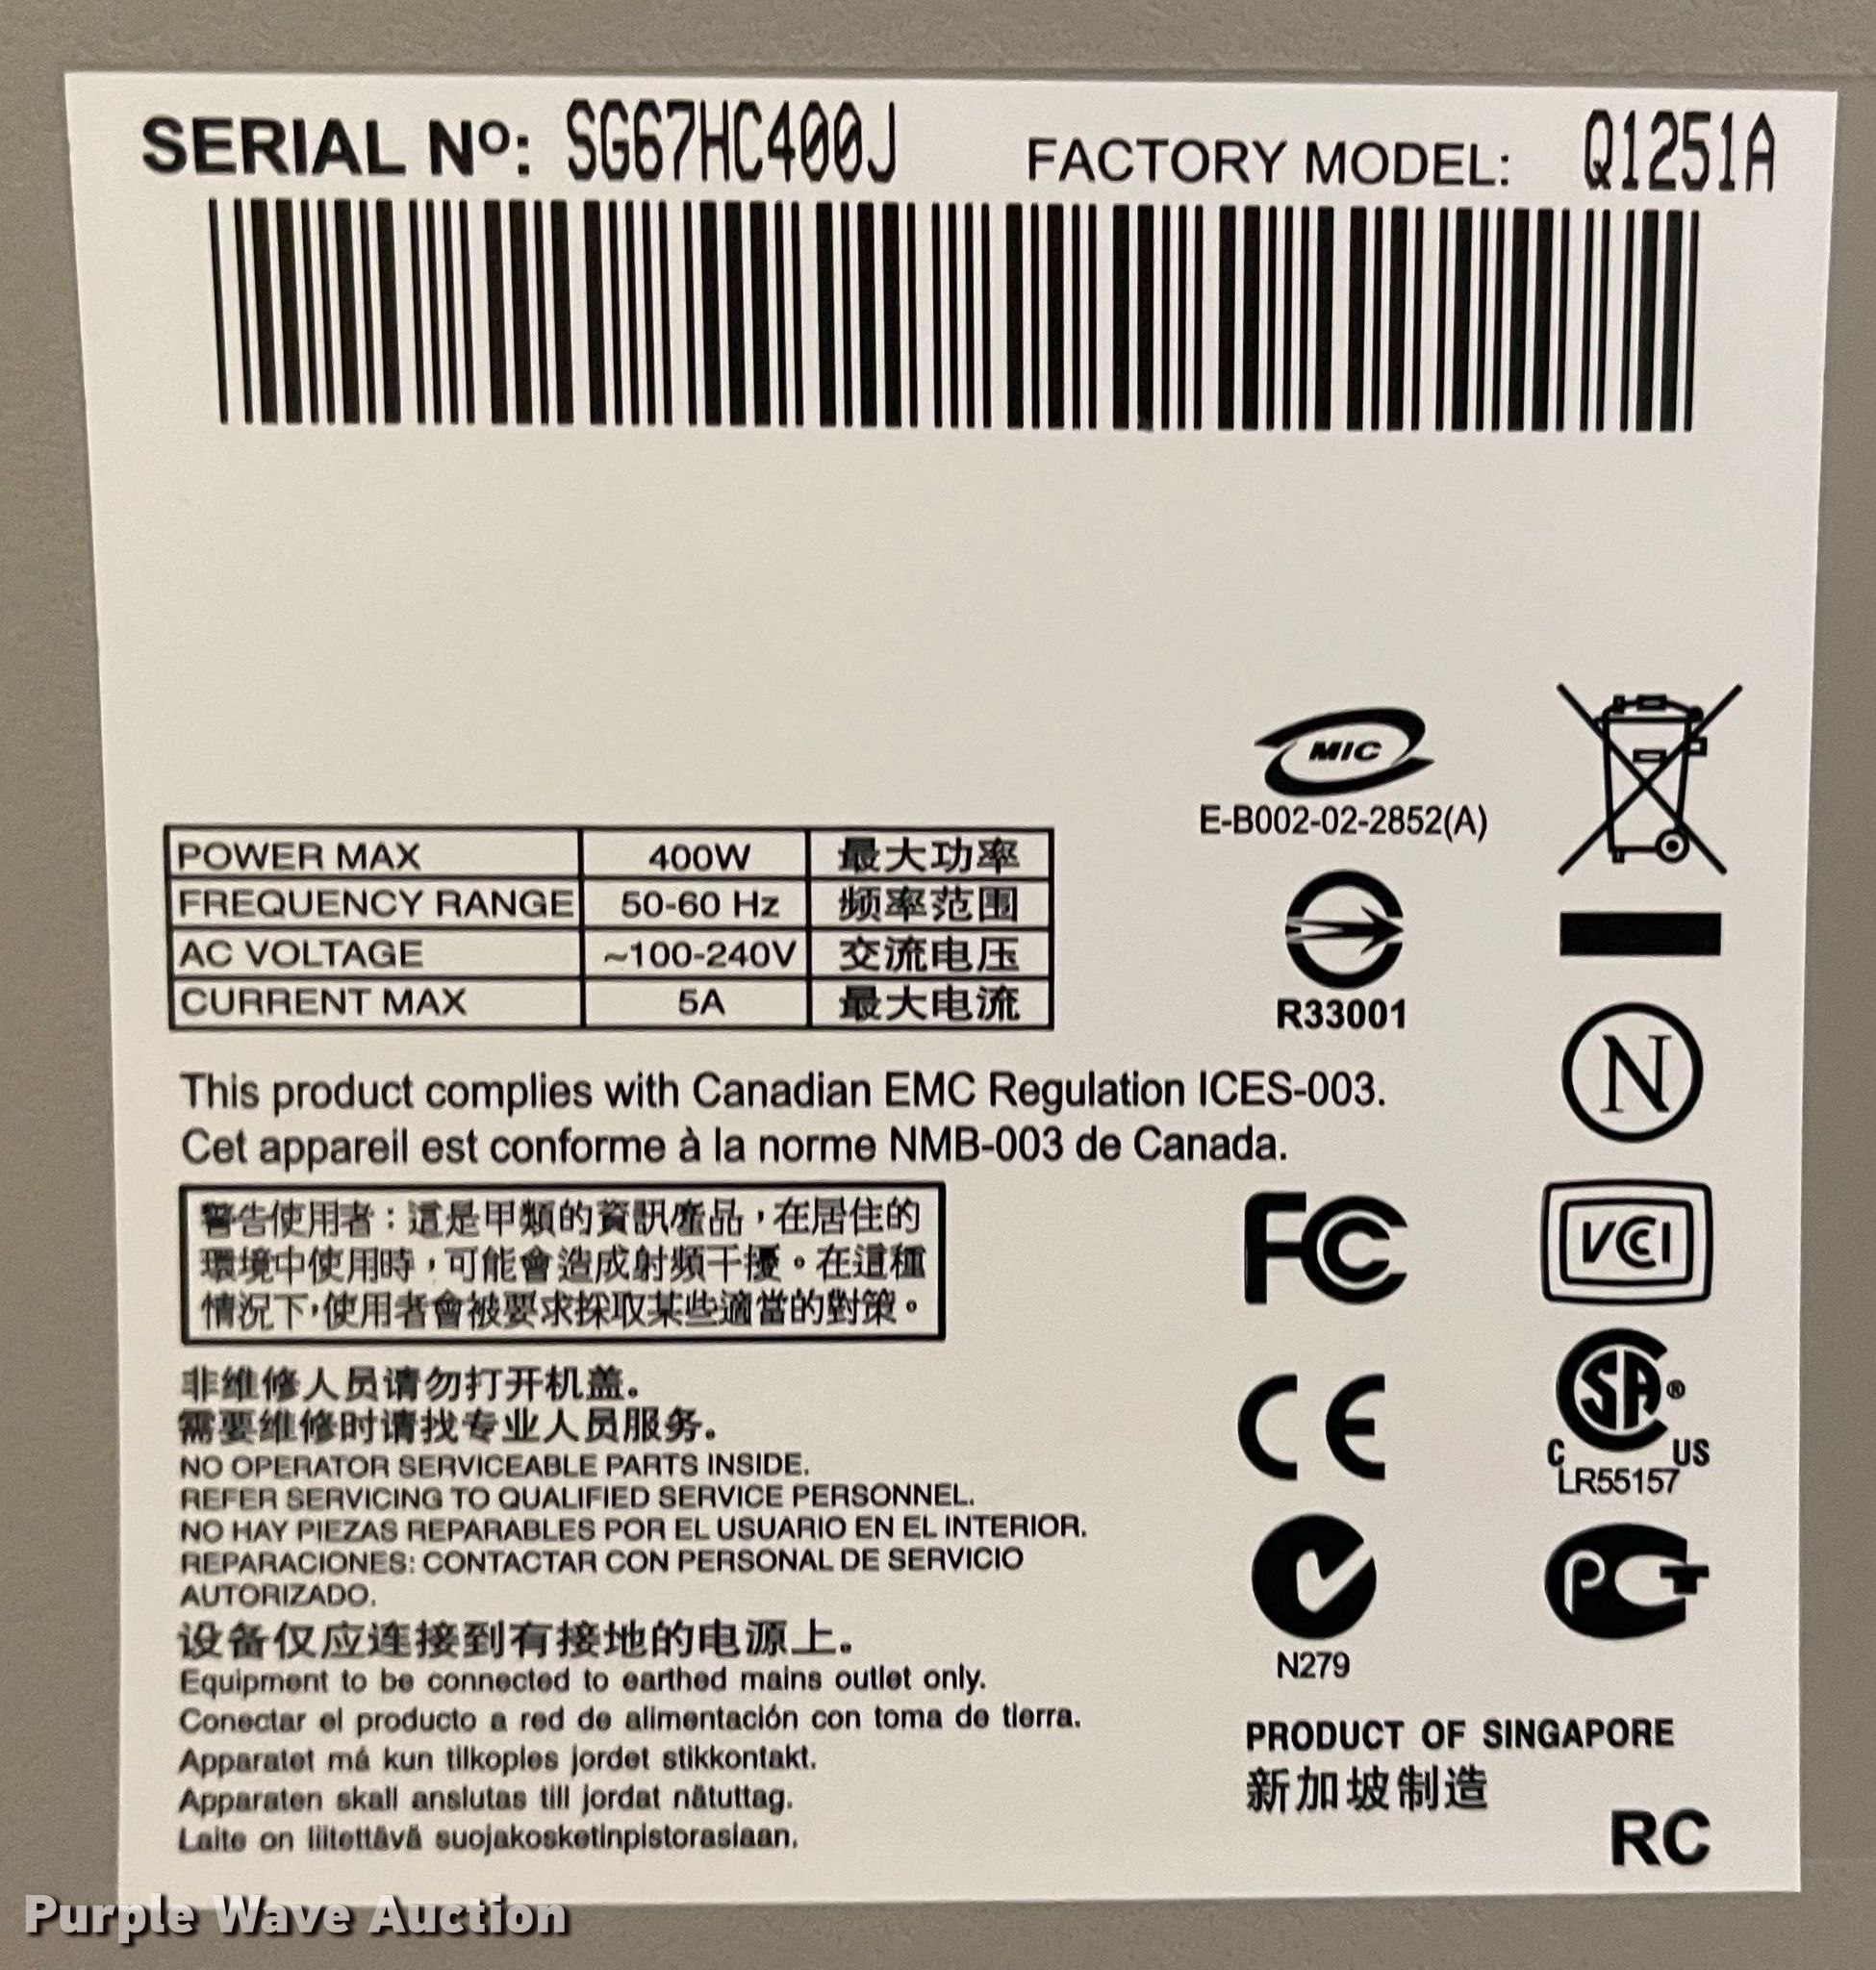 SERIAL Nº: SG67HC400J FACTORY MODEL: Q1251A
MIC
E-B002-02-2852(A)
POWER MAX 400W 最大功率
FREQUENCY RANGE 50-60 Hz 频率范围
AC VOLTAGE ~100-240V 交流电压
CURRENT MAX 5A 最大电流
R33001
N
This product complies with Canadian EMC Regulation ICES-003.
Cet appareil est conforme à la norme NMB-003 de Canada.
警告使用者：這是甲類的資訊產品，在居住的
環境中使用時，可能會造成射頻干擾。在這種
情況下，使用者會被要求採取某些適當的對策。
FC
VCCI
非维修人员请勿打开机盖。
需要维修时请找专业人员服务。
NO OPERATOR SERVICEABLE PARTS INSIDE.
REFER SERVICING TO QUALIFIED SERVICE PERSONNEL.
NO HAY PIEZAS REPARABLES POR EL USUARIO EN EL INTERIOR.
REPARACIONES: CONTACTAR CON PERSONAL DE SERVICIO
AUTORIZADO.
CE
SA®
C US
LR55157
设备仅应连接到有接地的电源上。
Equipment to be connected to earthed mains outlet only.
Conectar el producto a red de alimentación con toma de tierra.
Apparatet má kun tilkoples jordet stikkontakt.
Apparaten skall anslutas till jordat nätuttag.
Laite on liitettävä suojakosketinpistorasiaan.
N279
PCT
PRODUCT OF SINGAPORE
新加坡制造
RC
Purple Wave Auction